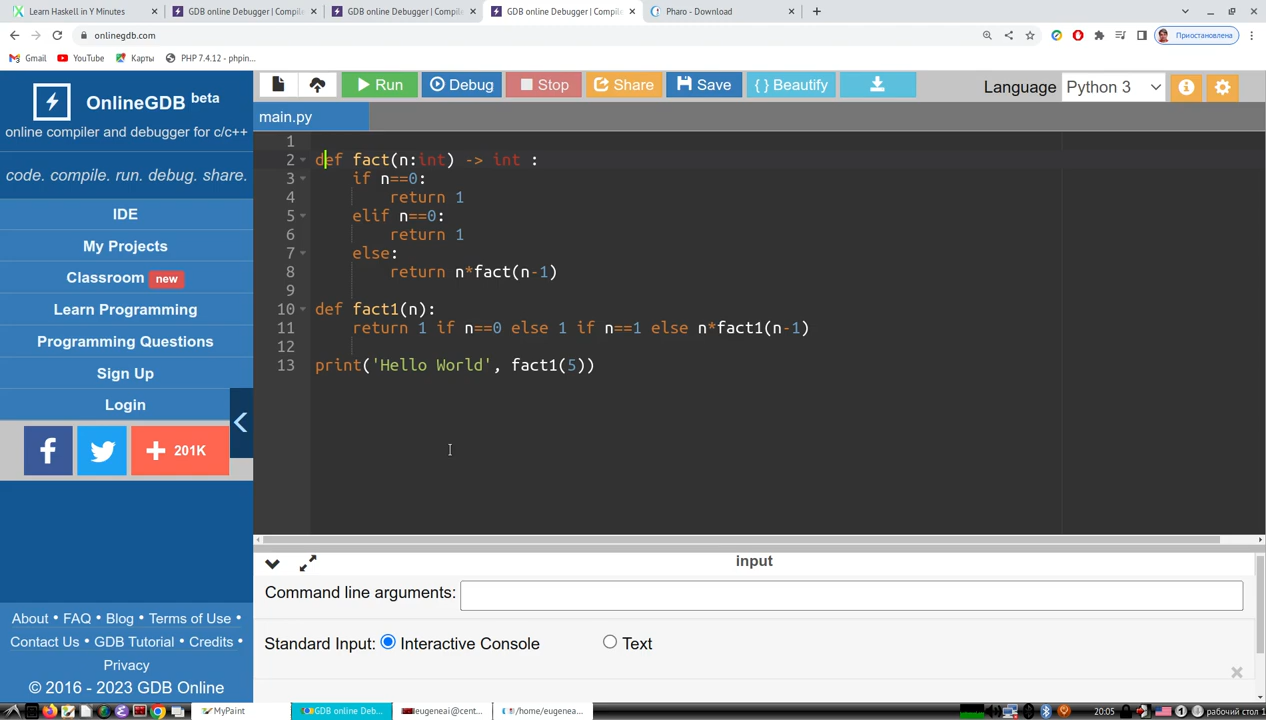 Learn Haskell in Y Minutes
GDB online Debugger | Compile
GDB online Debugger | Compile
GDB online Debugger | Compile
Pharo - Download
onlinegdb.com
Приостановлена
Gmail
YouTube
Карты
PHP 7.4.12 - phpin...
OnlineGDB beta
online compiler and debugger for c/c++
code. compile. run. debug. share.
IDE
My Projects
Classroom new
Learn Programming
Programming Questions
Sign Up
Login
201K
About • FAQ • Blog • Terms of Use •
Contact Us • GDB Tutorial • Credits •
Privacy
© 2016 - 2023 GDB Online
Run
Debug
Stop
Share
Save
{ } Beautify
Language Python 3
main.py
1
2 def fact(n:int) -> int :
3 if n==0:
4 return 1
5 elif n==0:
6 return 1
7 else:
8 return n*fact(n-1)
9
10 def fact1(n):
11 return 1 if n==0 else 1 if n==1 else n*fact1(n-1)
12
13 print('Hello World', fact1(5))
input
Command line arguments:
Standard Input: Interactive Console Text
MyPaint
GDB online Deb...
eugeneai@cent...
/home/eugenea...
20:05
рабочий стол 1